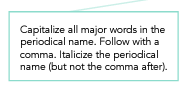 Capitalize all major words in the
periodical name. Follow with a
comma. Italicize the periodical
name (but not the comma after).